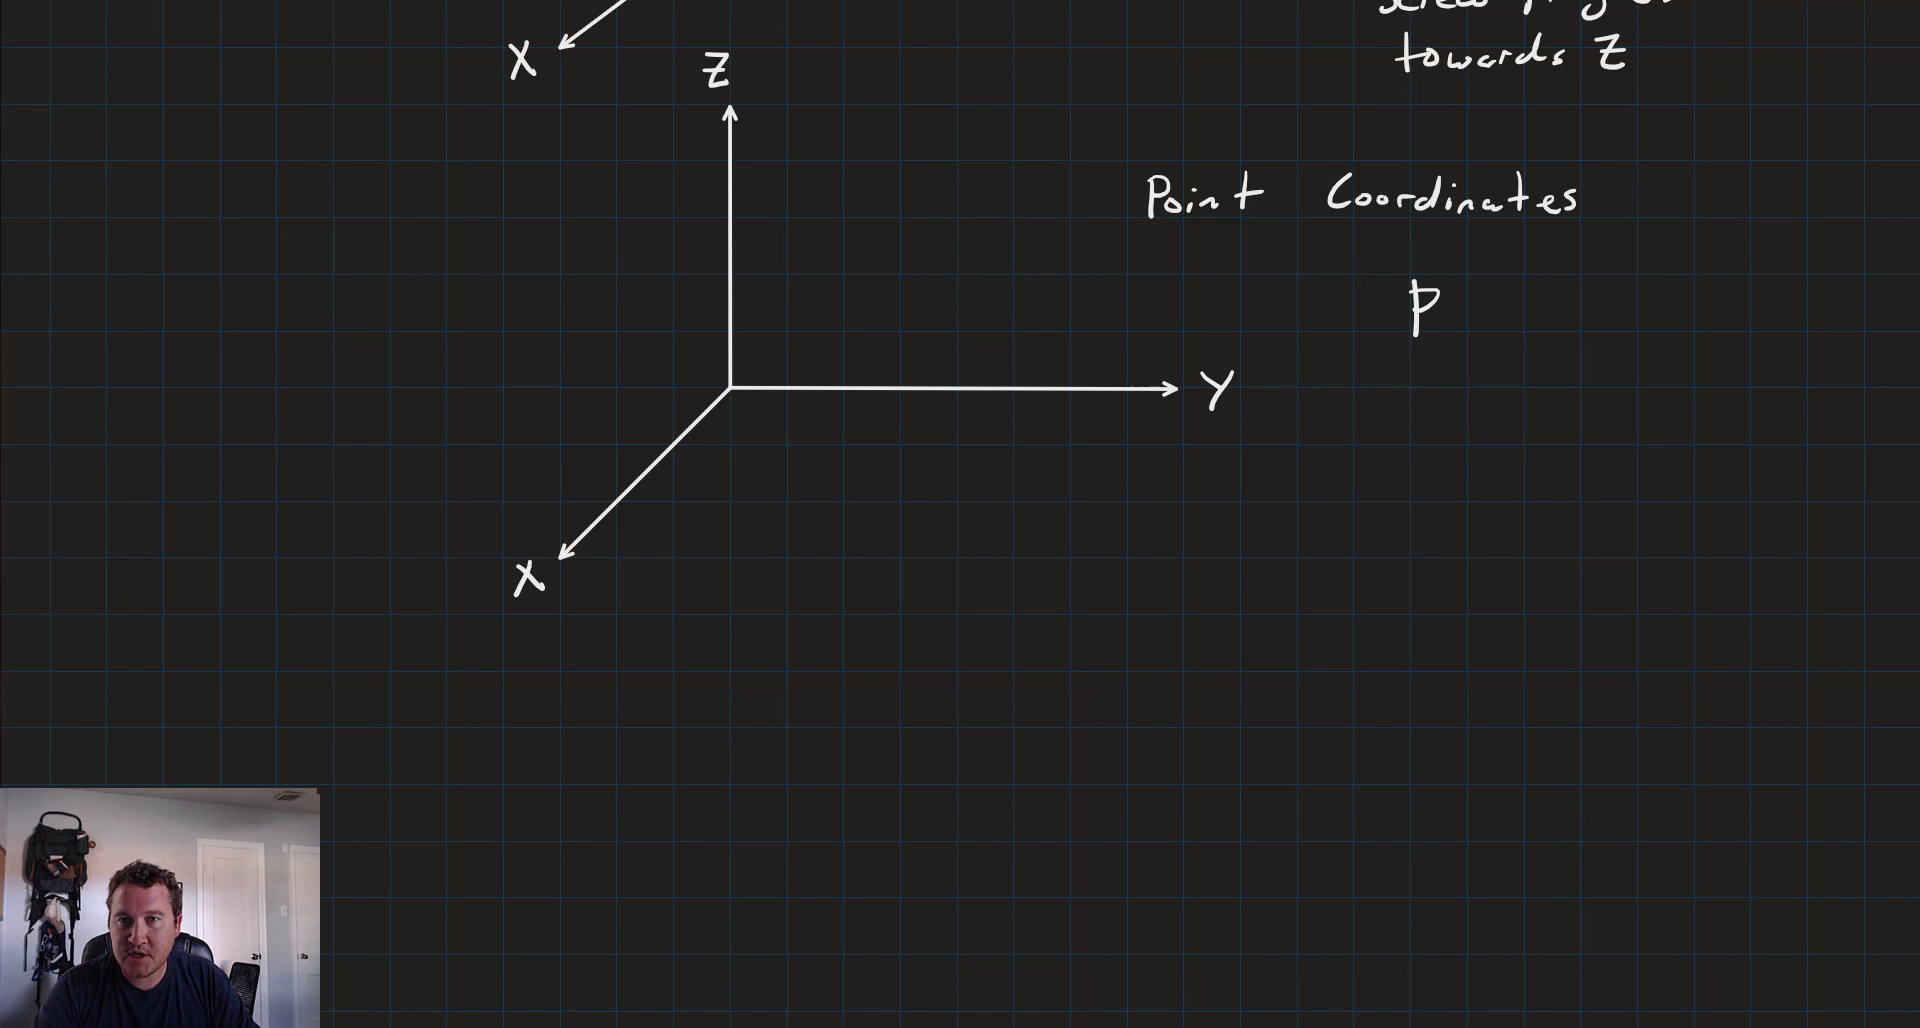 X
Z
towards Z
Point Coordinates
P
Y
X